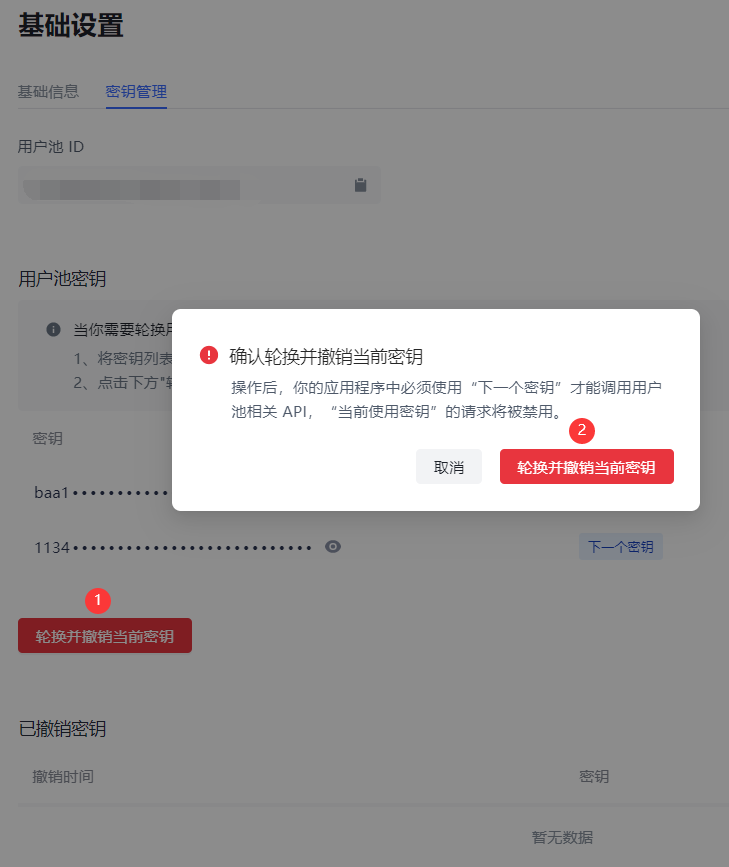 基础设置
基础信息 密钥管理
用户池 ID
用户池密钥
当你需要轮换
1、将密钥列表
2、点击下方"
确认轮换并撤销当前密钥
操作后，你的应用程序中必须使用“下一个密钥”才能调用用户
池相关 API，“当前使用密钥”的请求将被禁用。
2
取消 轮换并撤销当前密钥
密钥
baa1•••••••••••
1134••••••••••••••••••••••••••• 下一个密钥
1
轮换并撤销当前密钥
已撤销密钥
撤销时间 密钥
暂无数据